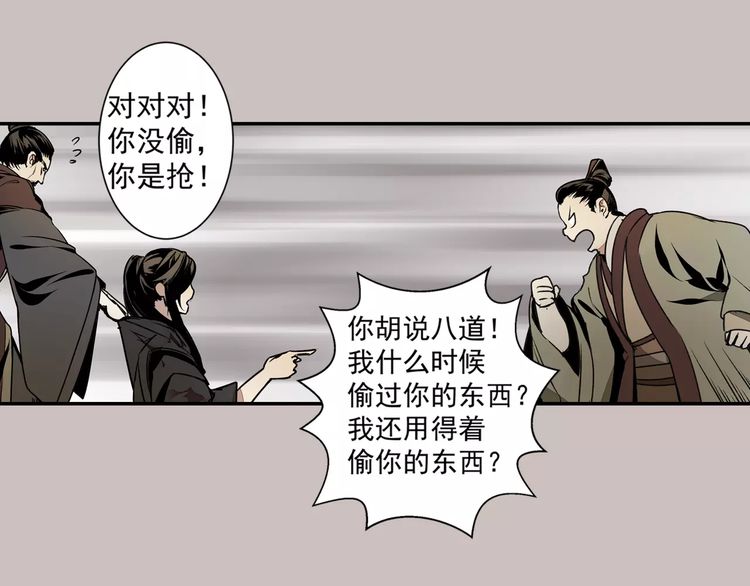 对对对！
你没偷，
你是抢！
你胡说八道！
我什么时候
偷过你的东西？
我还用得着
偷你的东西？